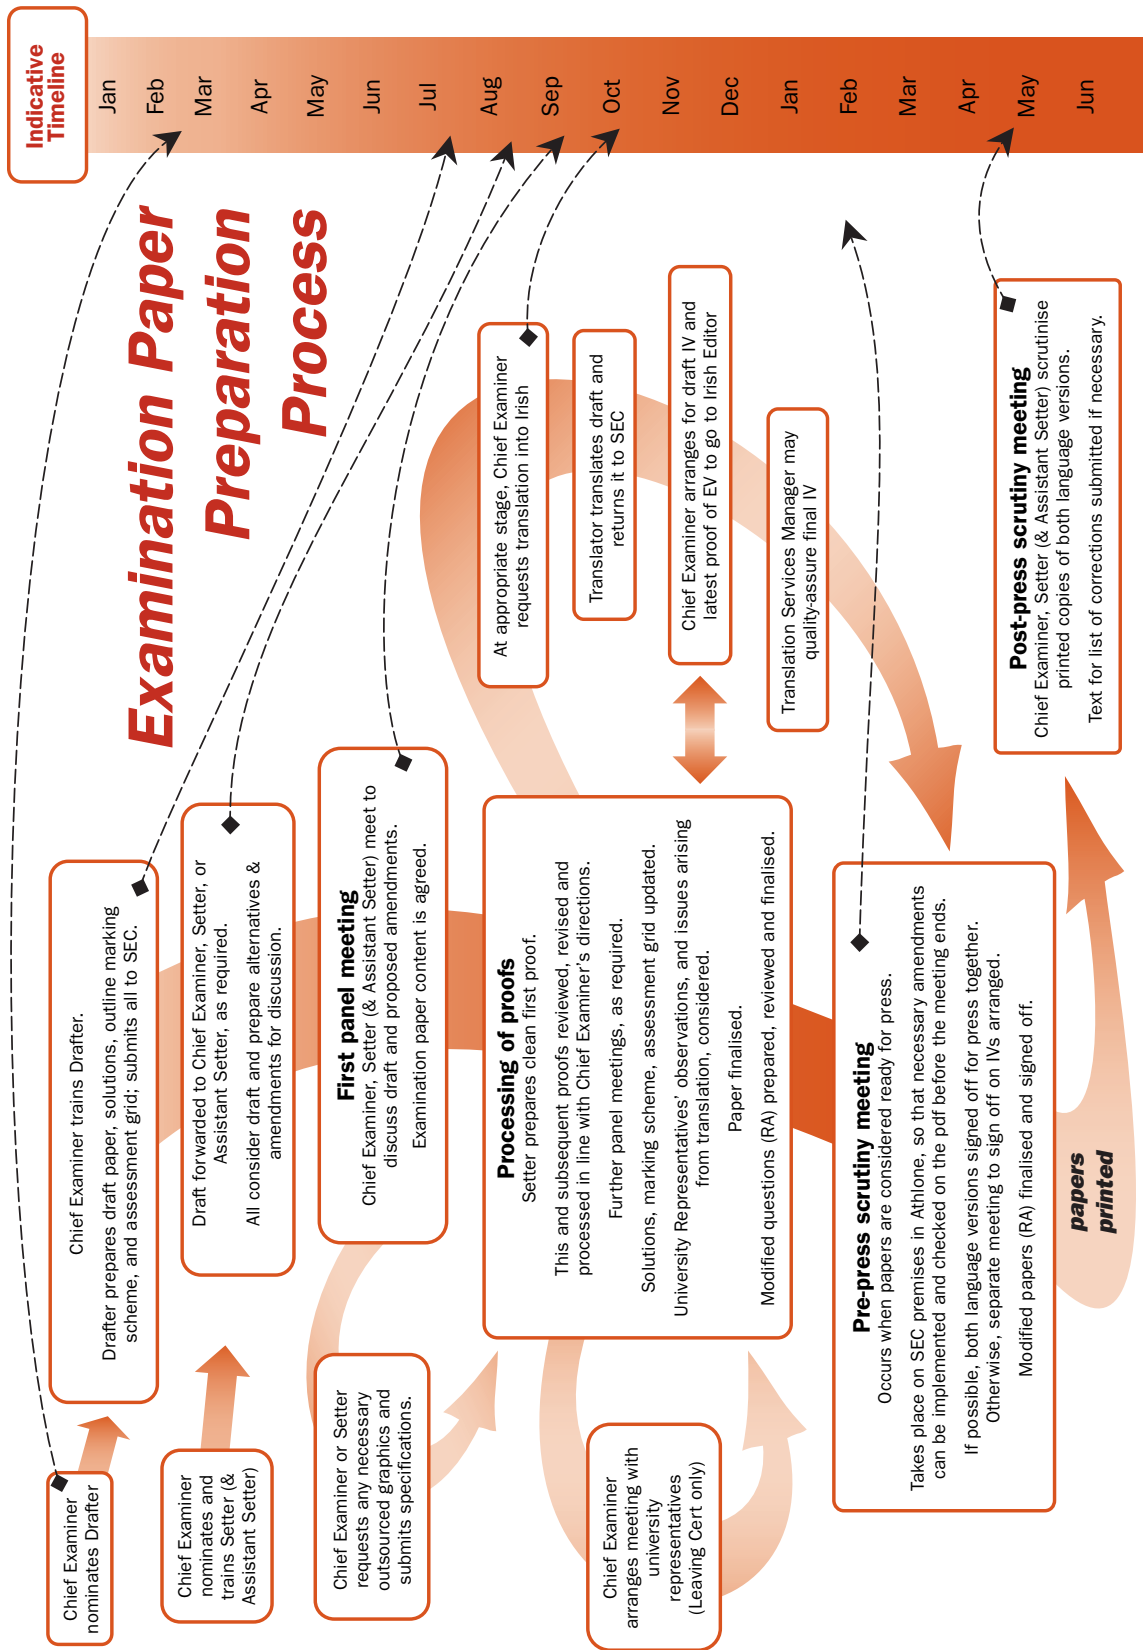 Examination Paper
Preparation
Process
Indicative
Timeline
Jan
Feb
Mar
Apr
May
Jun
Jul
Aug
Sep
Oct
Nov
Dec
Jan
Feb
Mar
Apr
May
Jun
Chief Examiner
nominates Drafter
Chief Examiner trains Drafter.
Drafter prepares draft paper, solutions, outline marking
scheme, and assessment grid; submits all to SEC.
Chief Examiner
nominates and
trains Setter (&
Assistant Setter)
Draft forwarded to Chief Examiner, Setter, or
Assistant Setter, as required.
All consider draft and prepare alternatives &
amendments for discussion.
First panel meeting
Chief Examiner, Setter (& Assistant Setter) meet to
discuss draft and proposed amendments.
Examination paper content is agreed.
Chief Examiner or Setter
requests any necessary
outsourced graphics and
submits specifications.
Processing of proofs
Setter prepares clean first proof.
This and subsequent proofs reviewed, revised and
processed in line with Chief Examiner's directions.
Further panel meetings, as required.
Solutions, marking scheme, assessment grid updated.
University Representatives' observations, and issues arising
from translation, considered.
Paper finalised.
Modified questions (RA) prepared, reviewed and finalised.
Chief Examiner
arranges meeting with
university
representatives
(Leaving Cert only)
At appropriate stage, Chief Examiner
requests translation into Irish
Translator translates draft and
returns it to SEC
Chief Examiner arranges for draft IV and
latest proof of EV to go to Irish Editor
Translation Services Manager may
quality-assure final IV
Pre-press scrutiny meeting
Occurs when papers are considered ready for press.
Takes place on SEC premises in Athlone, so that necessary amendments
can be implemented and checked on the pdf before the meeting ends.
If possible, both language versions signed off for press together.
Otherwise, separate meeting to sign off on IVs arranged.
Modified papers (RA) finalised and signed off.
papers
printed
Post-press scrutiny meeting
Chief Examiner, Setter (& Assistant Setter) scrutinise
printed copies of both language versions.
Text for list of corrections submitted if necessary.